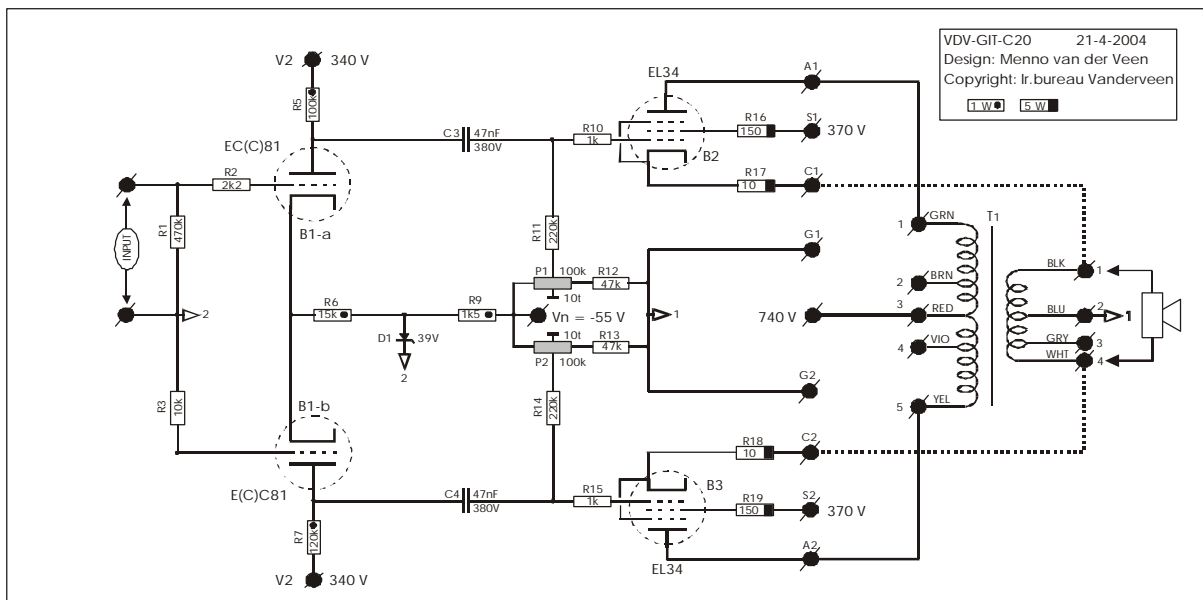 VDV-GIT-C20 21-4-2004
Design: Menno van der Veen
Copyright: Ir.bureau Vanderveen
1 W 5 W
V2 340 V
R5
100k
EC(C)81
R2
2k2
B1-a
R1
470k
INPUT
2
R3
10k
B1-b
E(C)C81
R7
120k
V2 340 V
R6
15k
D1 39V
2
R9
1k5
C3 47nF
380V
R11
220k
P1 100k
10t
R12
47k
Vn = -55 V
1
10t
P2 100k
R13
47k
R14
220k
C4 47nF
380V
EL34
R10
1k
B2
R16
150
R17
10
A1
S1
370 V
C1
G1
740 V
G2
R15
1k
B3
EL34
R18
10
R19
150
C2
S2
370 V
A2
1 GRN
2 BRN
3 RED
4 VIO
5 YEL
T1
BLK 1
BLU 2 1
GRY 3
WHT 4